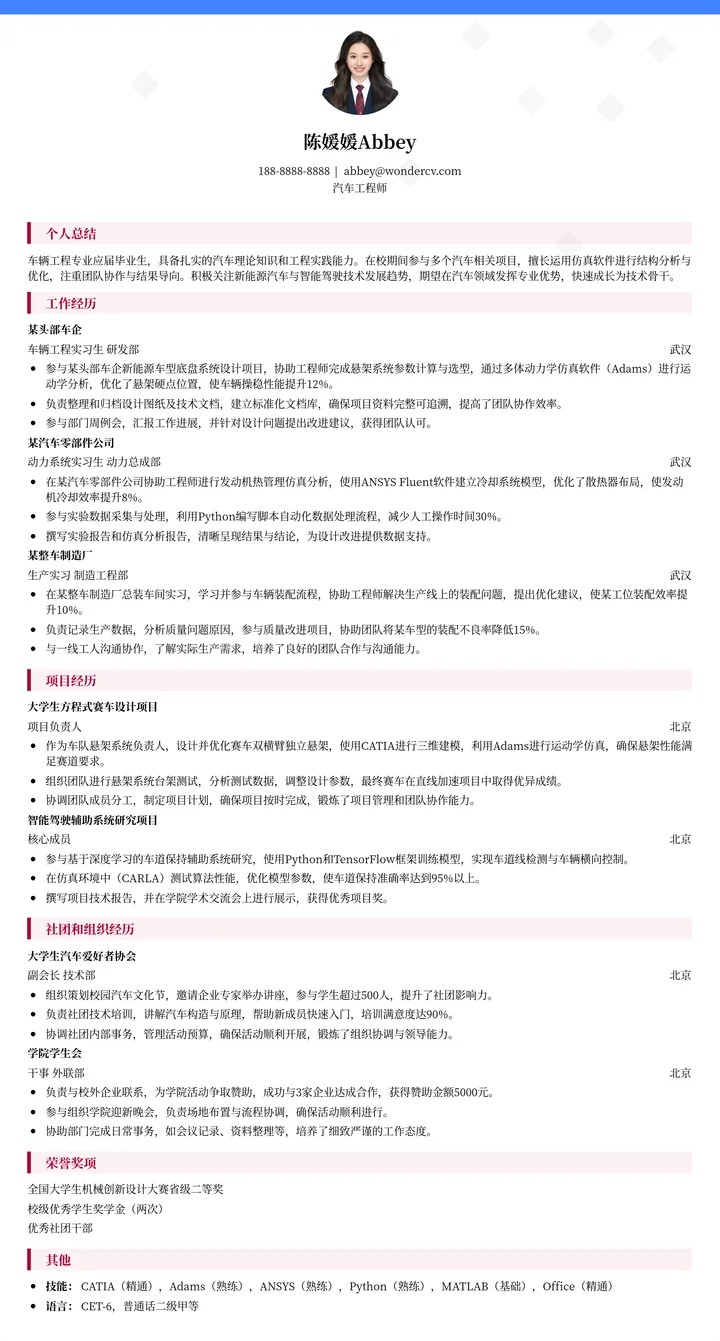 陈媛媛Abbey
188-8888-8888 | abbey@wondercv.com
汽车工程师
个人总结
车辆工程专业应届毕业生，具备扎实的汽车理论知识和工程实践能力。在校期间参与多个汽车相关项目，擅长运用仿真软件进行结构分析与
优化，注重团队协作与结果导向。积极关注新能源汽车与智能驾驶技术发展趋势，期望在汽车领域发挥专业优势，快速成长为技术骨干。
工作经历
某头部车企
车辆工程实习生 研发部 武汉
• 参与某头部车企新能源车型底盘系统设计项目，协助工程师完成悬架系统参数计算与选型，通过多体动力学仿真软件（Adams）进行运
动学分析，优化了悬架硬点位置，使车辆操稳性能提升12%。
• 负责整理和归档设计图纸及技术文档，建立标准化文档库，确保项目资料完整可追溯，提高了团队协作效率。
• 参与部门周例会，汇报工作进展，并针对设计问题提出改进建议，获得团队认可。
某汽车零部件公司
动力系统实习生 动力总成部 武汉
• 在某汽车零部件公司协助工程师进行发动机热管理仿真分析，使用ANSYS Fluent软件建立冷却系统模型，优化了散热器布局，使发动
机冷却效率提升8%。
• 参与实验数据采集与处理，利用Python编写脚本自动化数据处理流程，减少人工操作时间30%。
• 撰写实验报告和仿真分析报告，清晰呈现结果与结论，为设计改进提供数据支持。
某整车制造厂
生产实习 制造工程部 武汉
• 在某整车制造厂总装车间实习，学习并参与车辆装配流程，协助工程师解决生产线上的装配问题，提出优化建议，使某工位装配效率提
升10%。
• 负责记录生产数据，分析质量问题原因，参与质量改进项目，协助团队将某车型的装配不良率降低15%。
• 与一线工人沟通协作，了解实际生产需求，培养了良好的团队合作与沟通能力。
项目经历
大学生方程式赛车设计项目
项目负责人 北京
• 作为车队悬架系统负责人，设计并优化赛车双横臂独立悬架，使用CATIA进行三维建模，利用Adams进行运动学仿真，确保悬架性能满
足赛道要求。
• 组织团队进行悬架系统台架测试，分析测试数据，调整设计参数，最终赛车在直线加速项目中取得优异成绩。
• 协调团队成员分工，制定项目计划，确保项目按时完成，锻炼了项目管理和团队协作能力。
智能驾驶辅助系统研究项目
核心成员 北京
• 参与基于深度学习的车道保持辅助系统研究，使用Python和TensorFlow框架训练模型，实现车道线检测与车辆横向控制。
• 在仿真环境中（CARLA）测试算法性能，优化模型参数，使车道保持准确率达到95%以上。
• 撰写项目技术报告，并在学院学术交流会上进行展示，获得优秀项目奖。
社团和组织经历
大学生汽车爱好者协会
副会长 技术部 北京
• 组织策划校园汽车文化节，邀请企业专家举办讲座，参与学生超过500人，提升了社团影响力。
• 负责社团技术培训，讲解汽车构造与原理，帮助新成员快速入门，培训满意度达90%。
• 协调社团内部事务，管理活动预算，确保活动顺利开展，锻炼了组织协调与领导能力。
学院学生会
干事 外联部 北京
• 负责与校外企业联系，为学院活动争取赞助，成功与3家企业达成合作，获得赞助金额5000元。
• 参与组织学院迎新晚会，负责场地布置与流程协调，确保活动顺利进行。
• 协助部门完成日常事务，如会议记录、资料整理等，培养了细致严谨的工作态度。
荣誉奖项
全国大学生机械创新设计大赛省级二等奖
校级优秀学生奖学金（两次）
优秀社团干部
其他
• 技能： CATIA（精通），Adams（熟练），ANSYS（熟练），Python（熟练），MATLAB（基础），Office（精通）
• 语言： CET-6，普通话二级甲等